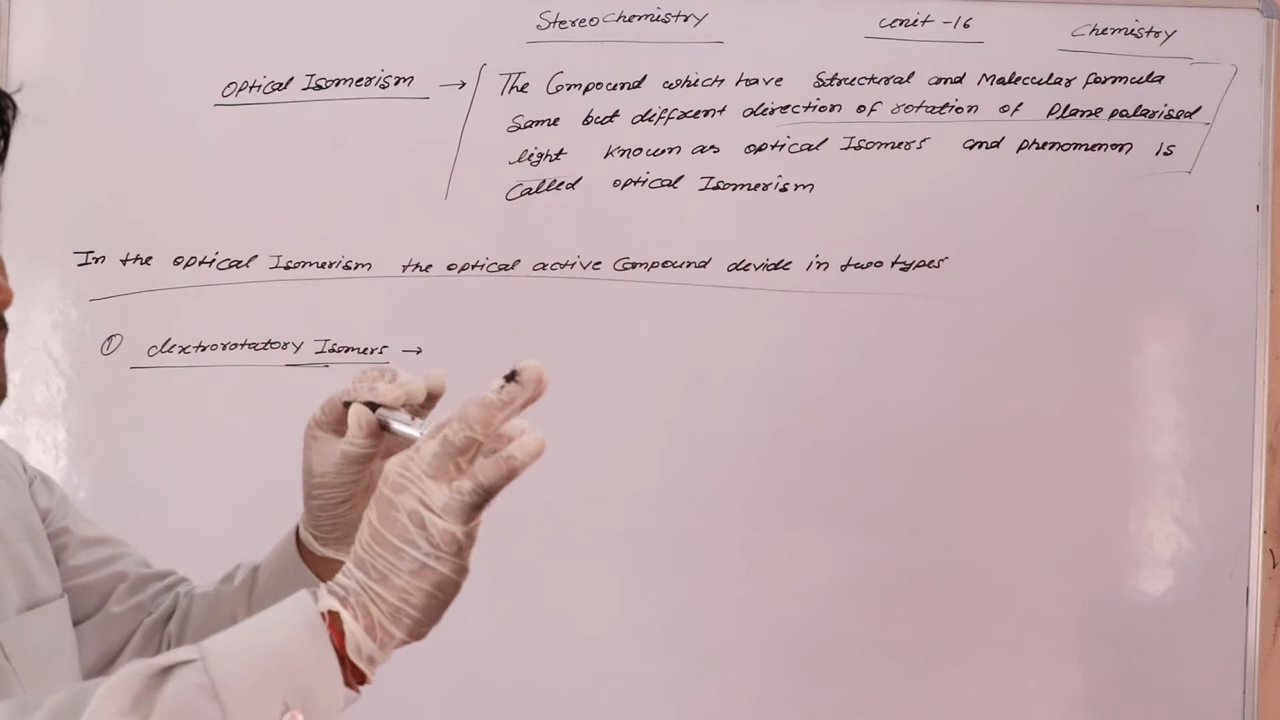 Stereochemistry unit -16 Chemistry
Optical Isomerism → The Compound which have Structural and Molecular formula
Same but diffrent direction of rotation of Plane polarised
light known as optical Isomers and phenomenon is
Called optical Isomerism
In the optical Isomerism the optical active Compound devide in two types
① dextrorotatory Isomers →